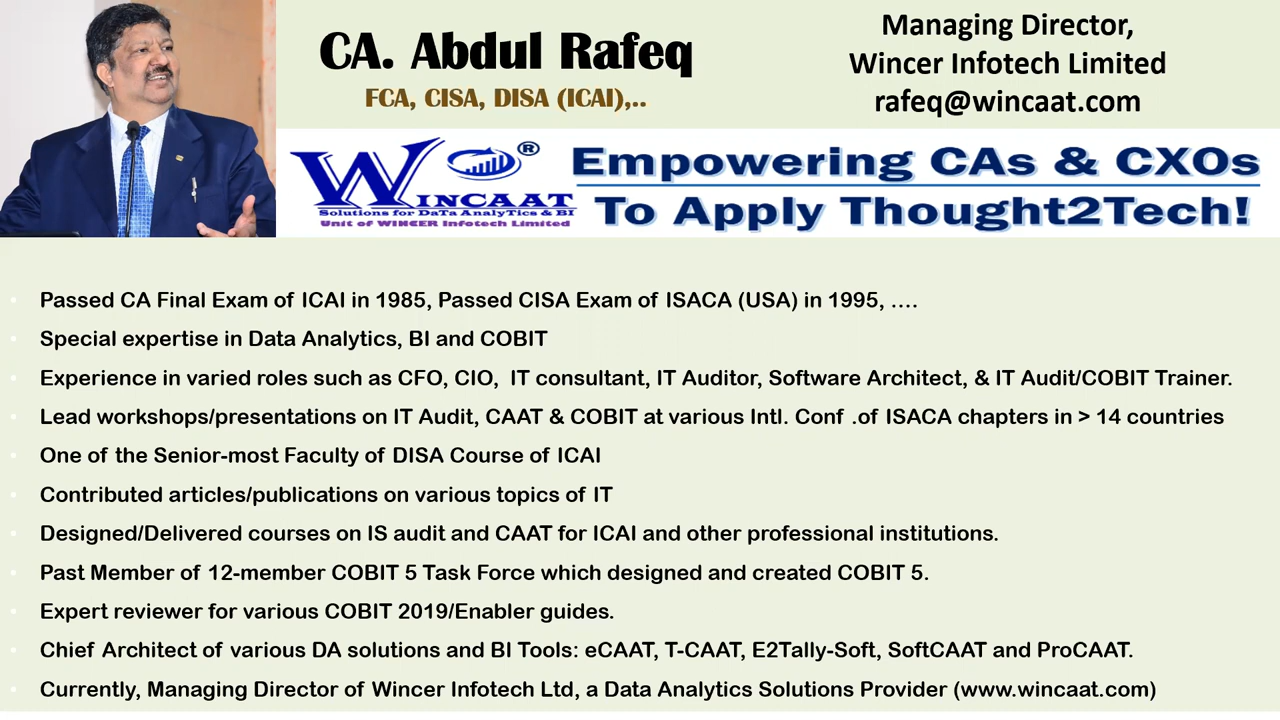 CA. Abdul Rafeq
FCA, CISA, DISA (ICAI),..
Managing Director,
Wincer Infotech Limited
rafeq@wincaat.com
WINCAAT ®
Solutions for DaTa AnalyTics & BI
Unit of WINCER Infotech Limited
Empowering CAs & CXOs
To Apply Thought2Tech!
• Passed CA Final Exam of ICAI in 1985, Passed CISA Exam of ISACA (USA) in 1995, ....
• Special expertise in Data Analytics, BI and COBIT
• Experience in varied roles such as CFO, CIO, IT consultant, IT Auditor, Software Architect, & IT Audit/COBIT Trainer.
• Lead workshops/presentations on IT Audit, CAAT & COBIT at various Intl. Conf .of ISACA chapters in > 14 countries
• One of the Senior-most Faculty of DISA Course of ICAI
• Contributed articles/publications on various topics of IT
• Designed/Delivered courses on IS audit and CAAT for ICAI and other professional institutions.
• Past Member of 12-member COBIT 5 Task Force which designed and created COBIT 5.
• Expert reviewer for various COBIT 2019/Enabler guides.
• Chief Architect of various DA solutions and BI Tools: eCAAT, T-CAAT, E2Tally-Soft, SoftCAAT and ProCAAT.
• Currently, Managing Director of Wincer Infotech Ltd, a Data Analytics Solutions Provider (www.wincaat.com)